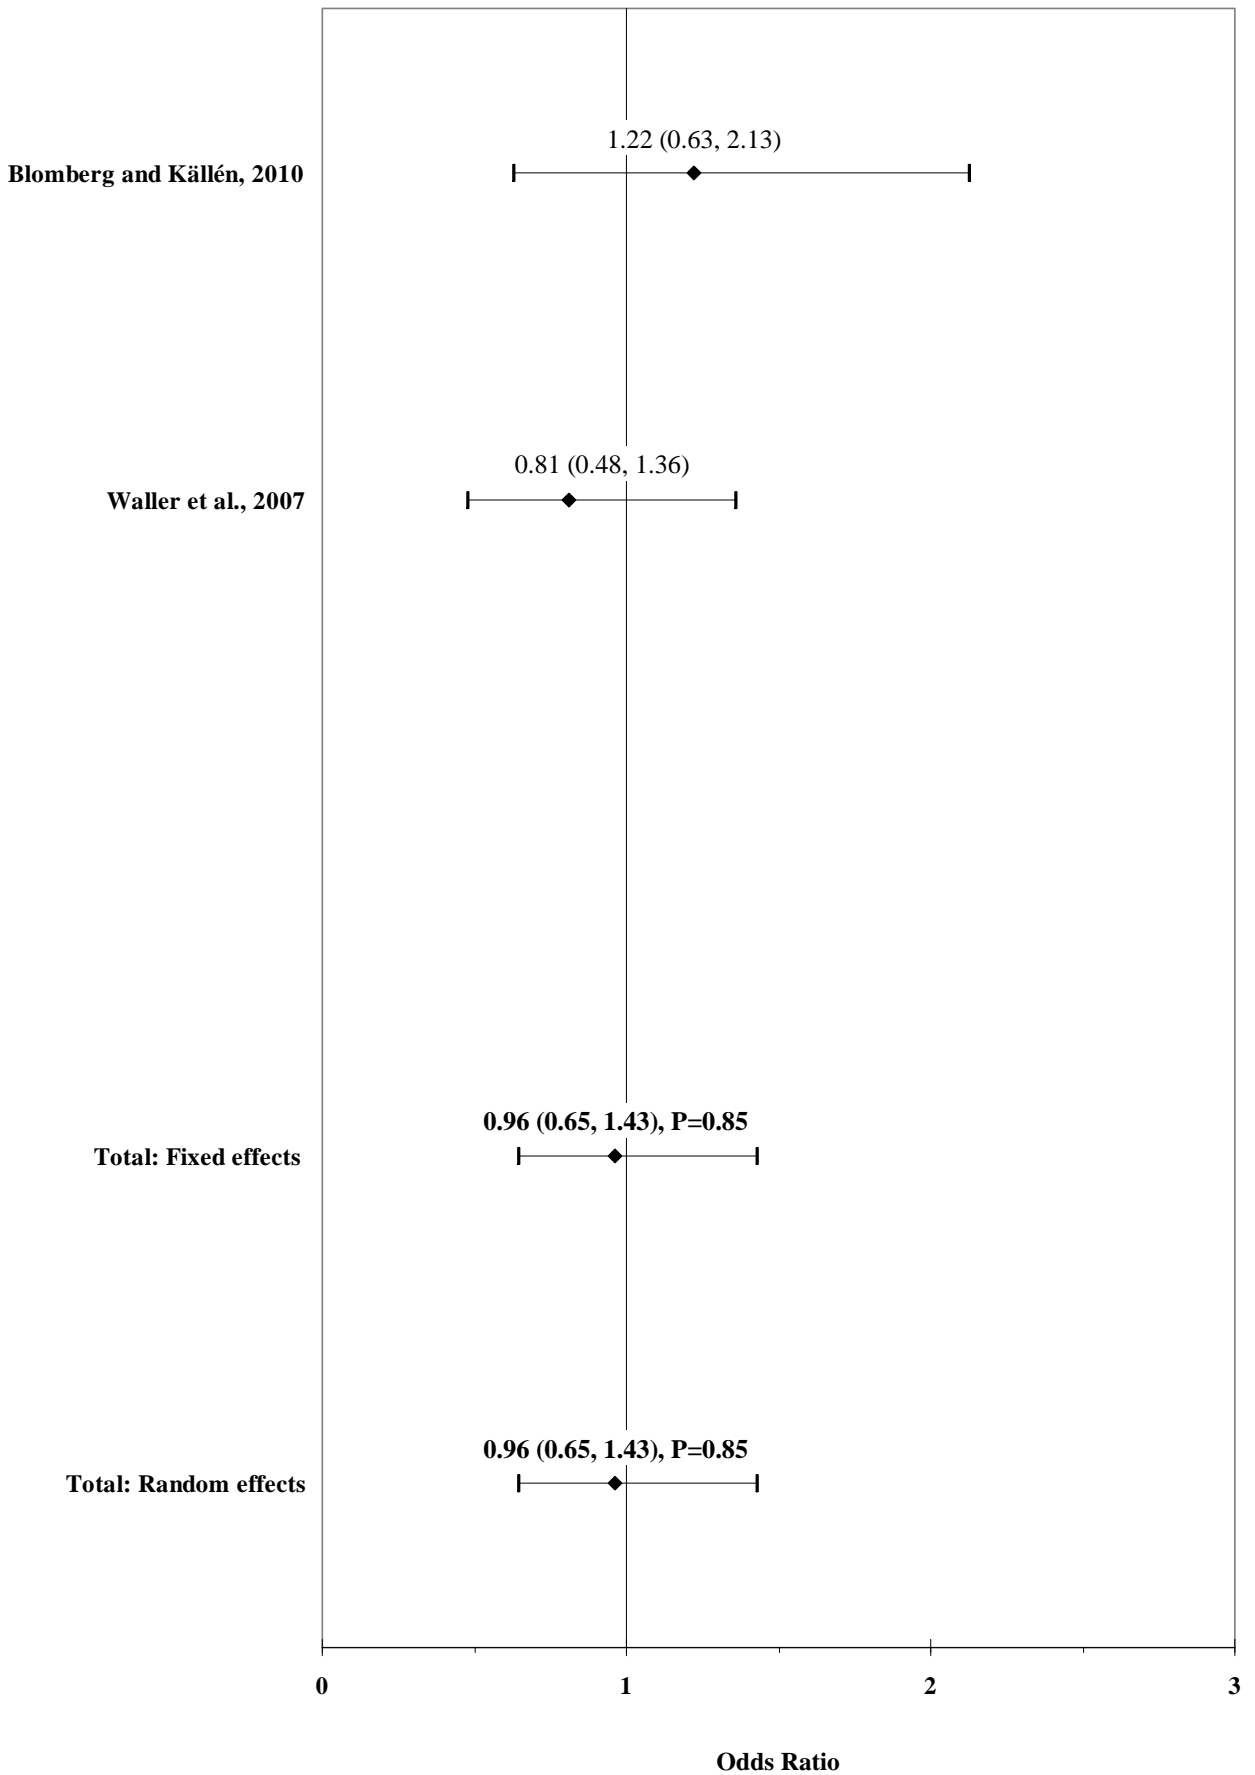 1.22 (0.63, 2.13)
Blomberg and Källén, 2010
0.81 (0.48, 1.36)
Waller et al., 2007
0.96 (0.65, 1.43), P=0.85
Total: Fixed effects
0.96 (0.65, 1.43), P=0.85
Total: Random effects
0 1 2 3
Odds Ratio